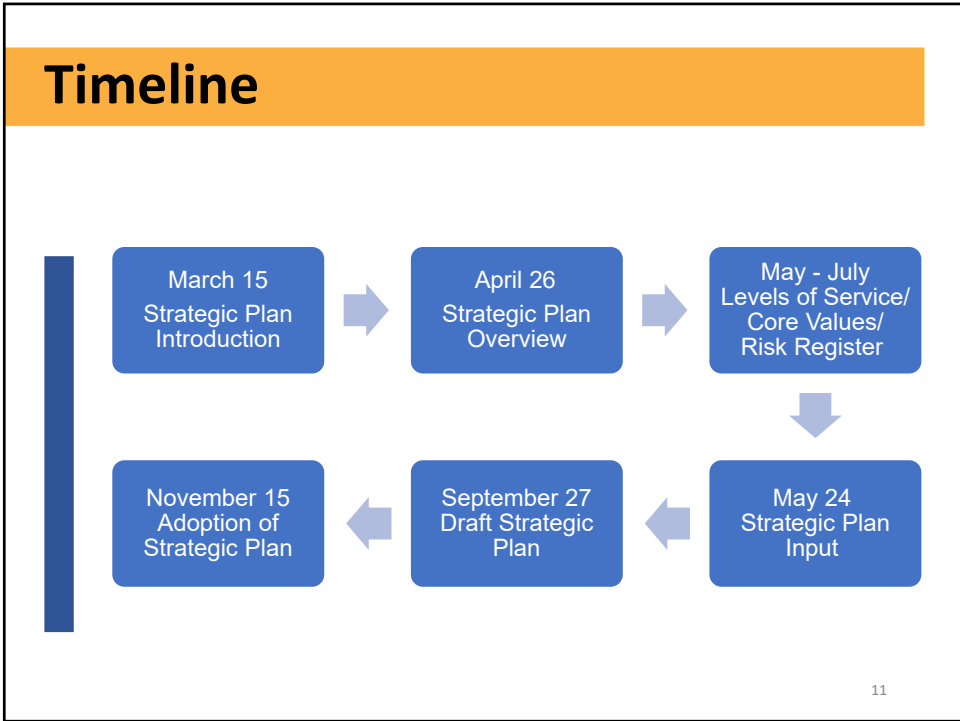 Timeline
March 15
Strategic Plan
Introduction
April 26
Strategic Plan
Overview
May - July
Levels of Service/
Core Values/
Risk Register
May 24
Strategic Plan
Input
September 27
Draft Strategic
Plan
November 15
Adoption of
Strategic Plan
11